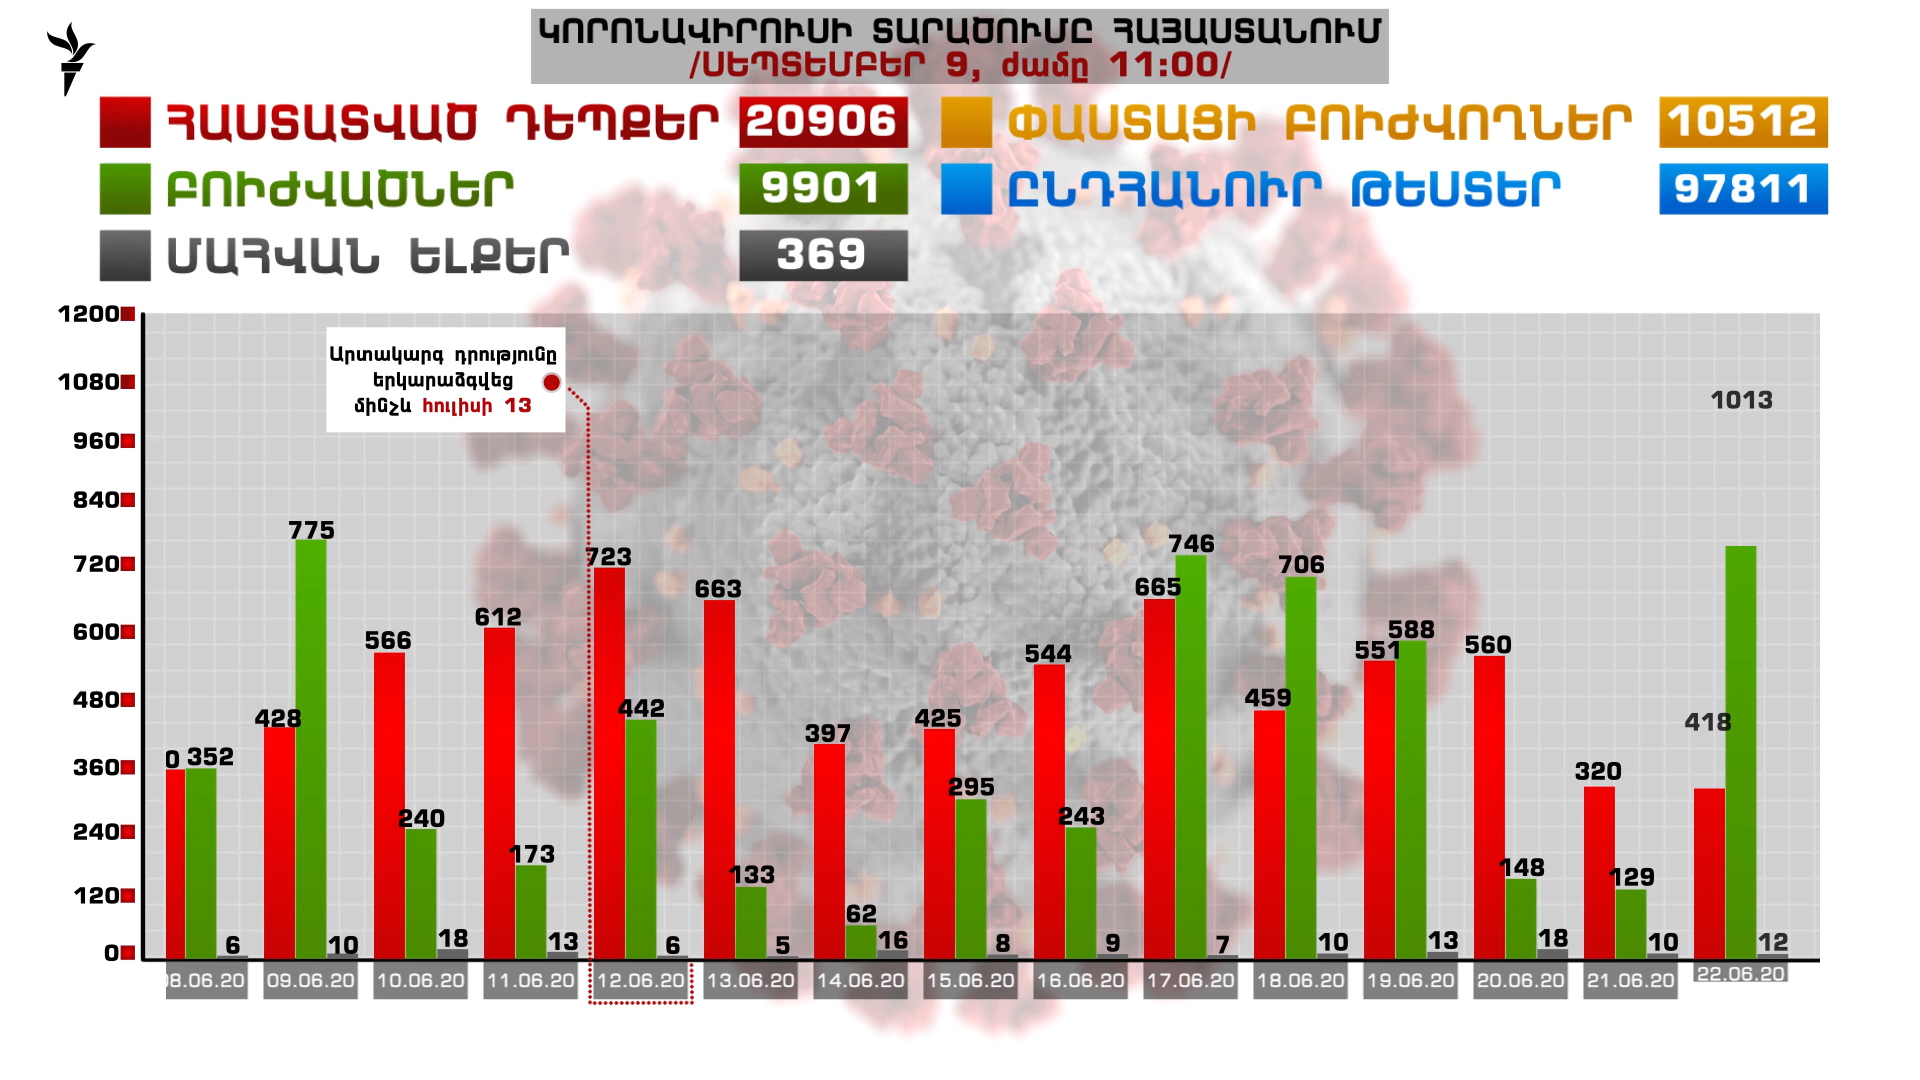 ԿՈՐՈՆԱՎԻՐՈՒՍԻ ՏԱՐԱԾՈՒՄԸ ՀԱՅԱՍՏԱՆՈՒՄ
/ՍԵՊՏԵՄԲԵՐ 9, ժամը 11:00/
ՀԱՍՏԱՏՎԱԾ ԴԵՊՔԵՐ 20906
ՓԱՍՏԱՑԻ ԲՈՒԺՎՈՂՆԵՐ 10512
ԲՈՒԺՎԱԾՆԵՐ 9901
ԸՆԴՀԱՆՈՒՐ ԹԵՍՏԵՐ 97811
ՄԱՀՎԱՆ ԵԼՔԵՐ 369
1200
1080
960
840
720
600
480
360
240
120
0
Արտակարգ դրությունը
երկարաձգվեց
մինչև հուլիսի 13
0 352 6
428 775 10
566 240 18
612 173 13
723 442 6
663 133 5
397 62 16
425 295 8
544 243 9
665 746 7
459 706 10
551 588 13
560 148 18
320 129 10
418 1013 12
08.06.20 09.06.20 10.06.20 11.06.20 12.06.20 13.06.20 14.06.20 15.06.20 16.06.20 17.06.20 18.06.20 19.06.20 20.06.20 21.06.20 22.06.20